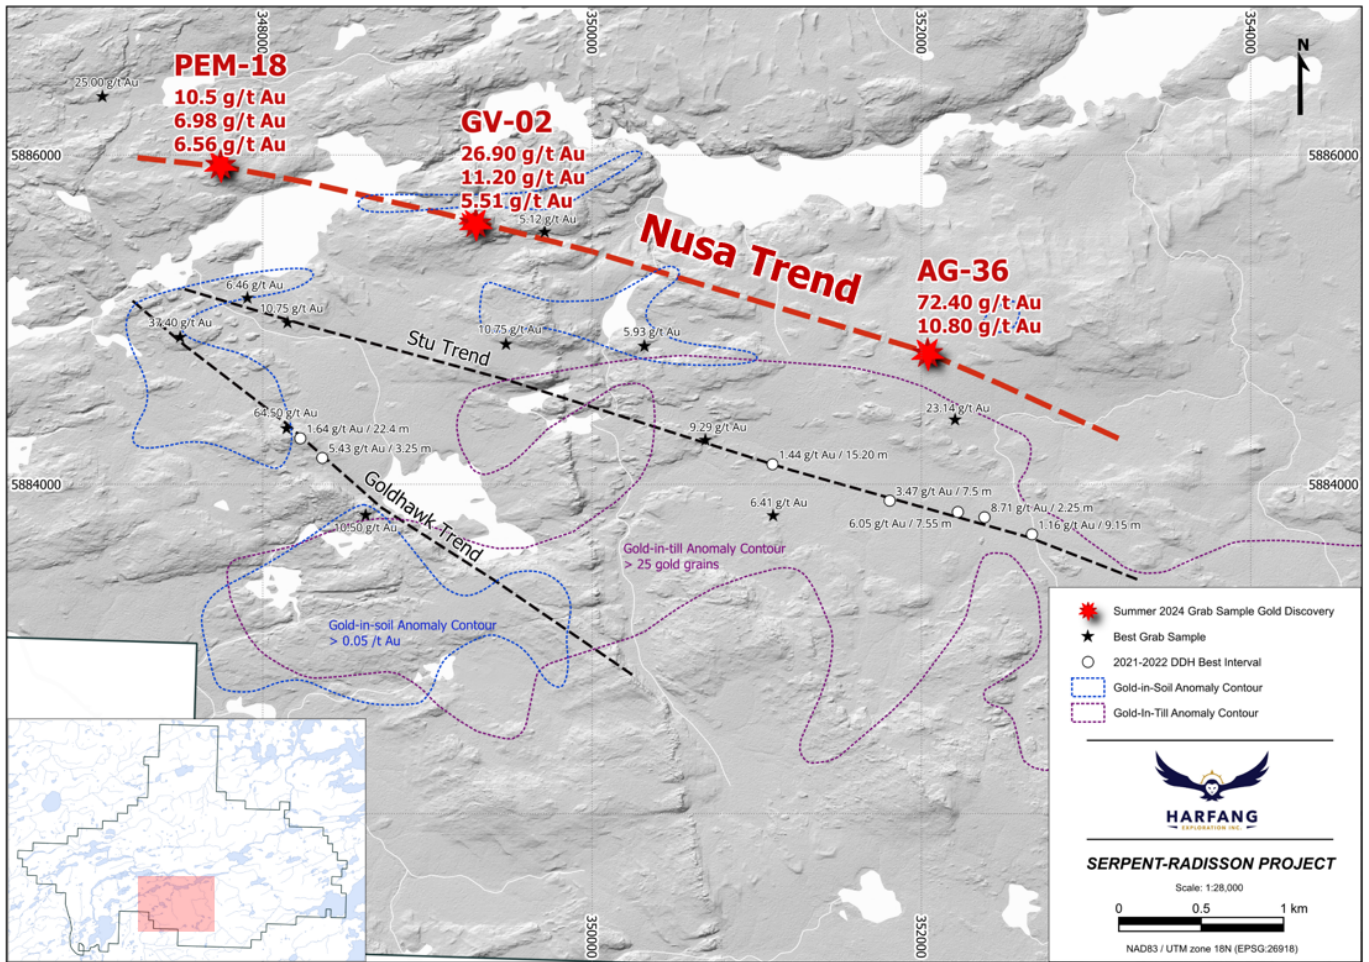 348000
350000
352000
354000
N
PEM-18
10.5 g/t Au
6.98 g/t Au
6.56 g/t Au
25.00 g/t Au
GV-02
26.90 g/t Au
11.20 g/t Au
5.51 g/t Au
5.12 g/t Au
5886000
5886000
Nusa Trend
AG-36
72.40 g/t Au
10.80 g/t Au
6.46 g/t Au
10.75 g/t Au
37.40 g/t Au
Stu Trend
10.75 g/t Au
5.93 g/t Au
23.14 g/t Au
64.50 g/t Au
1.64 g/t Au / 22.4 m
5.43 g/t Au / 3.25 m
9.29 g/t Au
1.44 g/t Au / 15.20 m
5884000
5884000
Goldhawk Trend
10.50 g/t Au
6.41 g/t Au
3.47 g/t Au / 7.5 m
6.05 g/t Au / 7.55 m
8.71 g/t Au / 2.25 m
1.16 g/t Au / 9.15 m
Gold-in-till Anomaly Contour
> 25 gold grains
Gold-in-soil Anomaly Contour
> 0.05 /t Au
Summer 2024 Grab Sample Gold Discovery
Best Grab Sample
2021-2022 DDH Best Interval
Gold-in-Soil Anomaly Contour
Gold-In-Till Anomaly Contour
HARFANG
EXPLORATION INC.
SERPENT-RADISSON PROJECT
Scale: 1:28,000
0 0.5 1 km
NAD83 / UTM zone 18N (EPSG:26918)
350000
352000